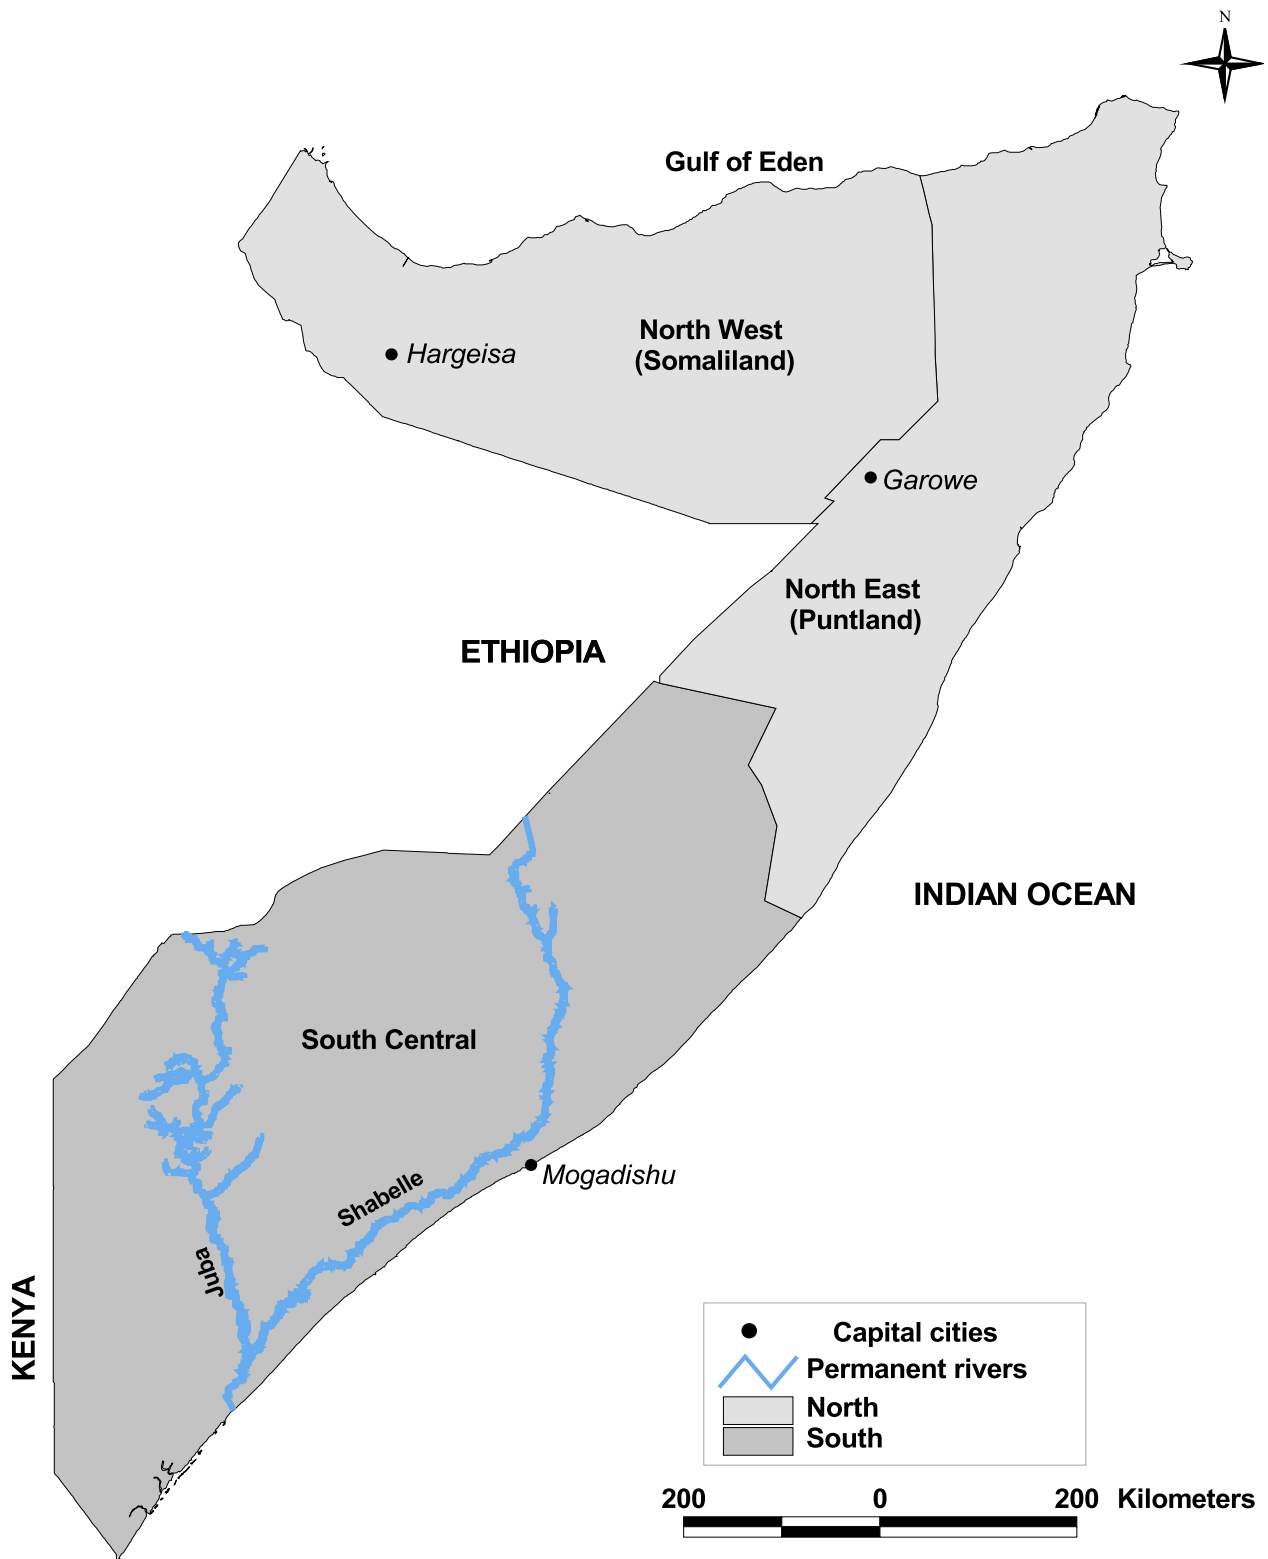 N
Gulf of Eden
North West
(Somaliland)
Hargeisa
Garowe
North East
(Puntland)
ETHIOPIA
INDIAN OCEAN
South Central
Mogadishu
Shabelle
Juba
KENYA
Capital cities
Permanent rivers
North
South
200 0 200 Kilometers